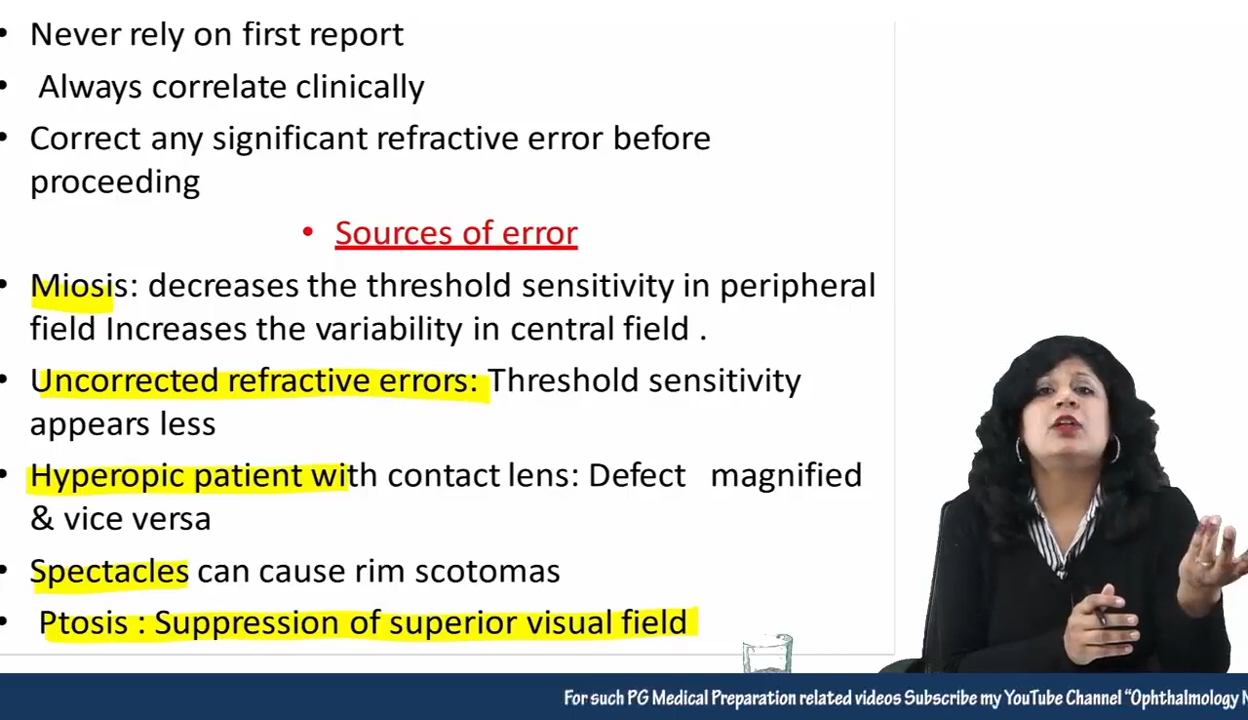 • Never rely on first report
• Always correlate clinically
• Correct any significant refractive error before
proceeding
• Sources of error
• Miosis: decreases the threshold sensitivity in peripheral
field Increases the variability in central field .
• Uncorrected refractive errors: Threshold sensitivity
appears less
• Hyperopic patient with contact lens: Defect magnified
& vice versa
• Spectacles can cause rim scotomas
• Ptosis : Suppression of superior visual field
For such PG Medical Preparation related videos Subscribe my YouTube Channel “Ophthalmology